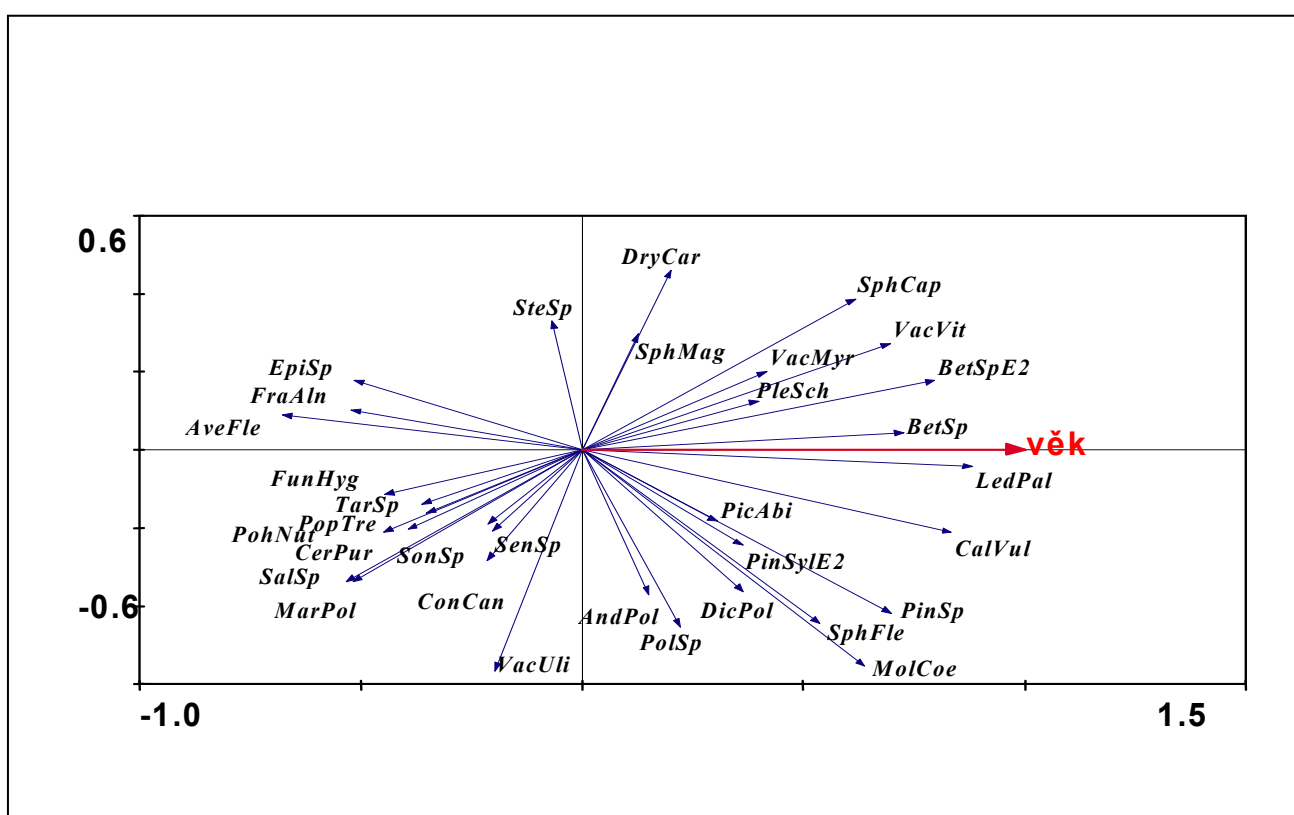 0.6
DryCar
SphCap
SteSp
VacVit
SphMag
VacMyr
EpiSp
BetSpE2
FraAln
PleSch
AveFle
BetSp
věk
FunHyg
LedPal
TarSp
PicAbi
PohNut
PopTre
CerPur
SonSp
SenSp
CalVul
SalSp
PinSylE2
-0.6
MarPol
ConCan
AndPol
DicPol
PinSp
PolSp
SphFle
VacUli
MolCoe
-1.0
1.5